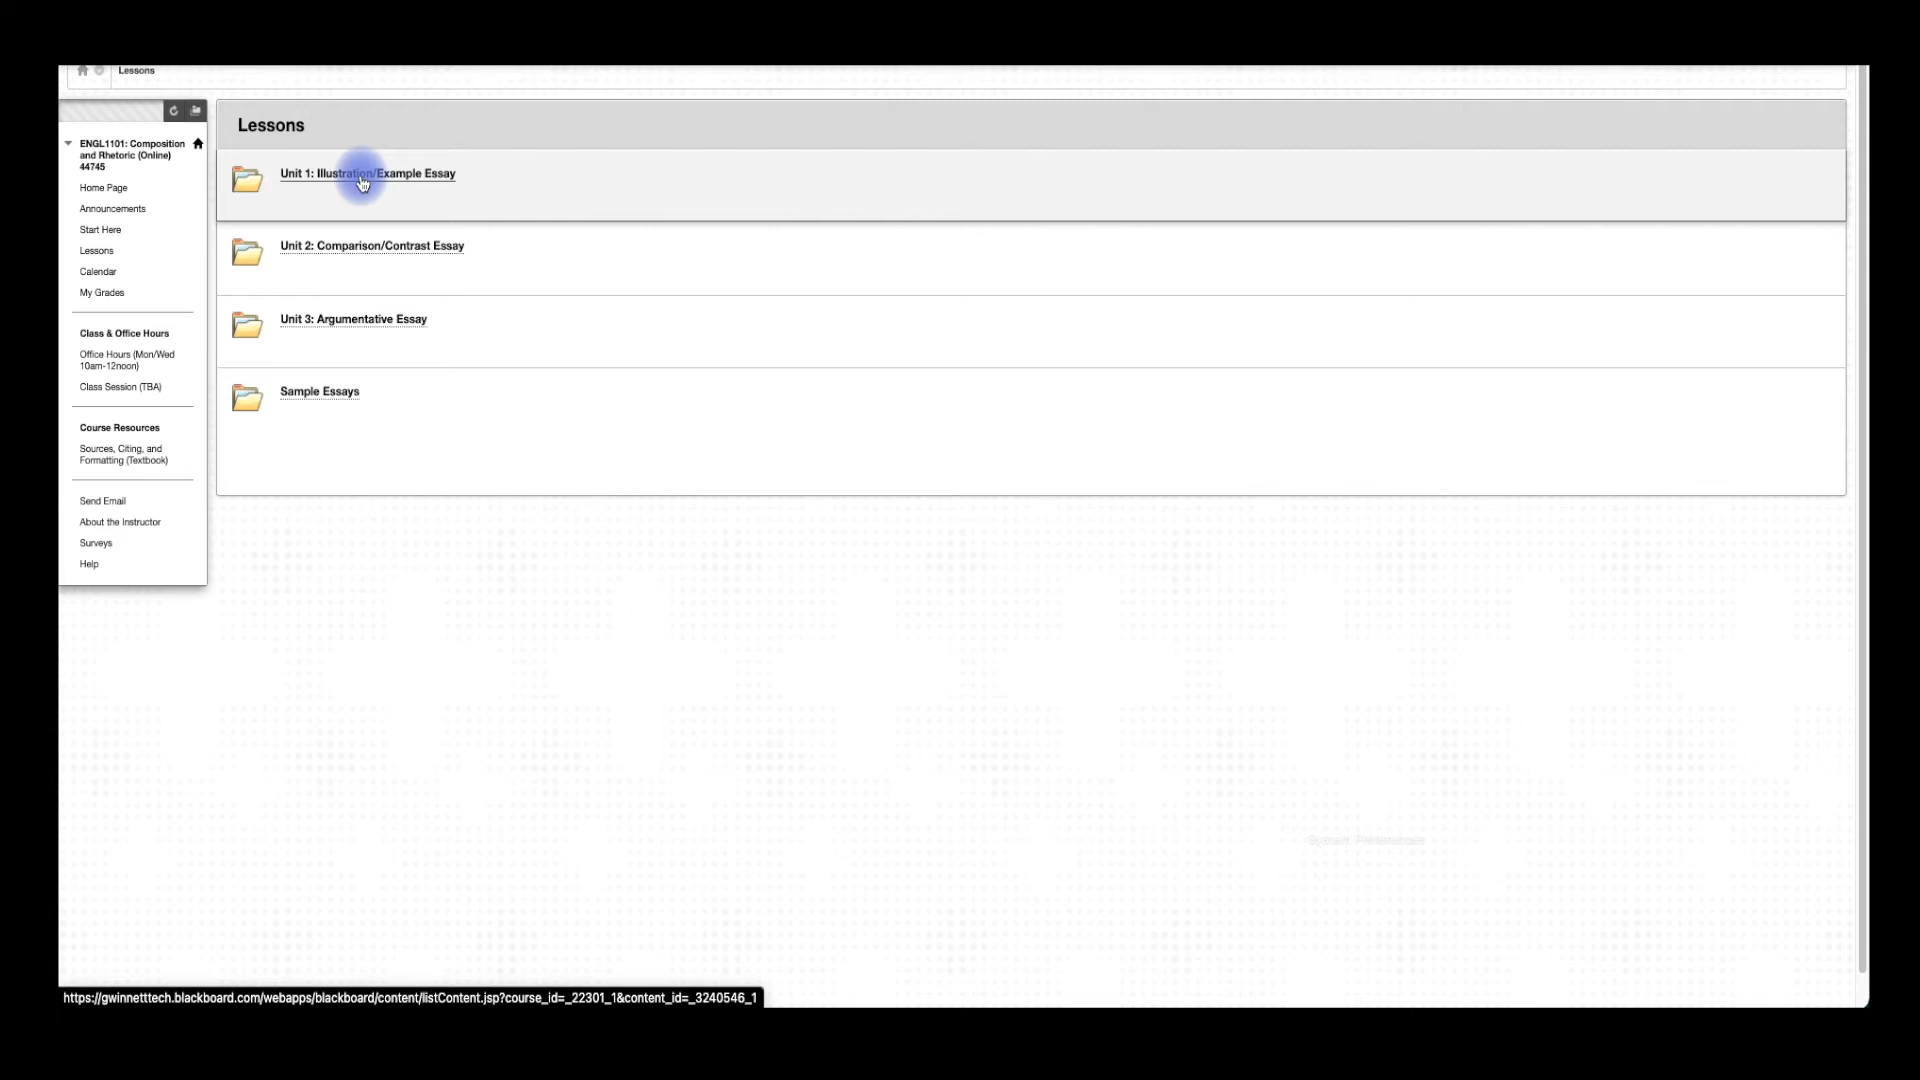 Lessons
ENGL1101: Composition
and Rhetoric (Online)
44745
Home Page
Announcements
Start Here
Lessons
Calendar
My Grades
Class & Office Hours
Office Hours (Mon/Wed
10am-12noon)
Class Session (TBA)
Course Resources
Sources, Citing, and
Formatting (Textbook)
Send Email
About the Instructor
Surveys
Help
Lessons
Unit 1: Illustration/Example Essay
Unit 2: Comparison/Contrast Essay
Unit 3: Argumentative Essay
Sample Essays
System Preferences
https://gwinnetttech.blackboard.com/webapps/blackboard/content/listContent.jsp?course_id=_22301_1&content_id=_3240546_1